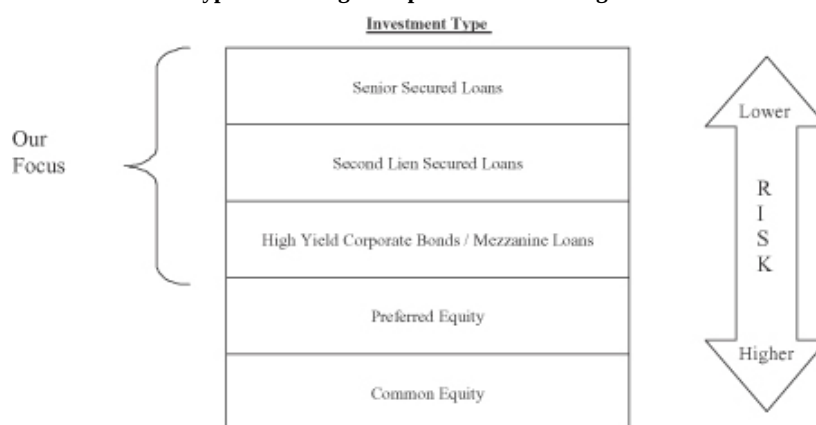 Investment Type
Senior Secured Loans
Our
Focus
Second Lien Secured Loans
High Yield Corporate Bonds / Mezzanine Loans
Preferred Equity
Common Equity
Lower
R
I
S
K
Higher